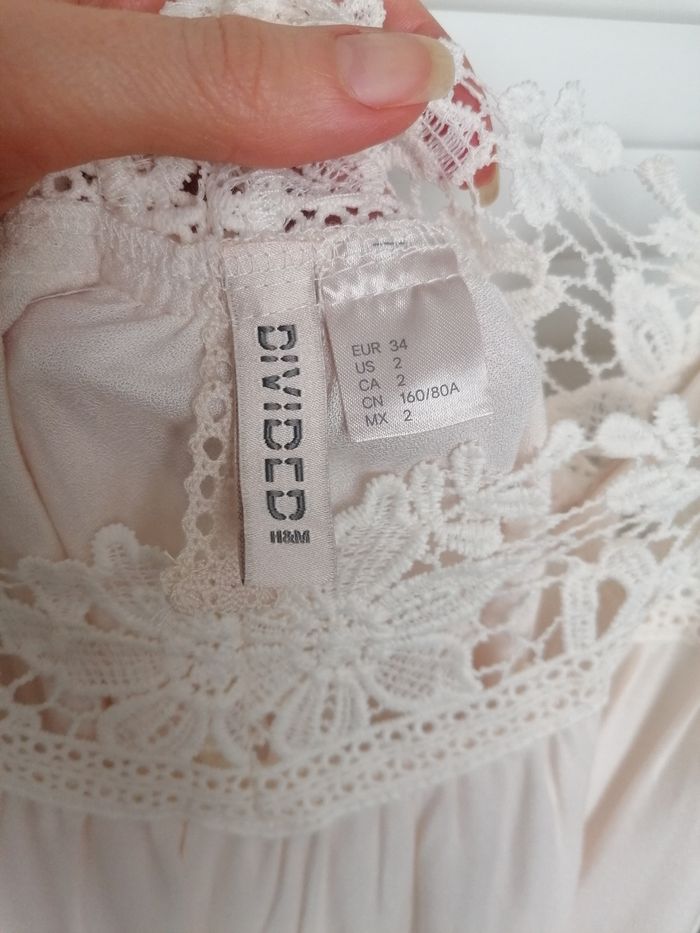 DIVIDED
H&M
EUR 34
US 2
CA 2
CN 160/80A
MX 2